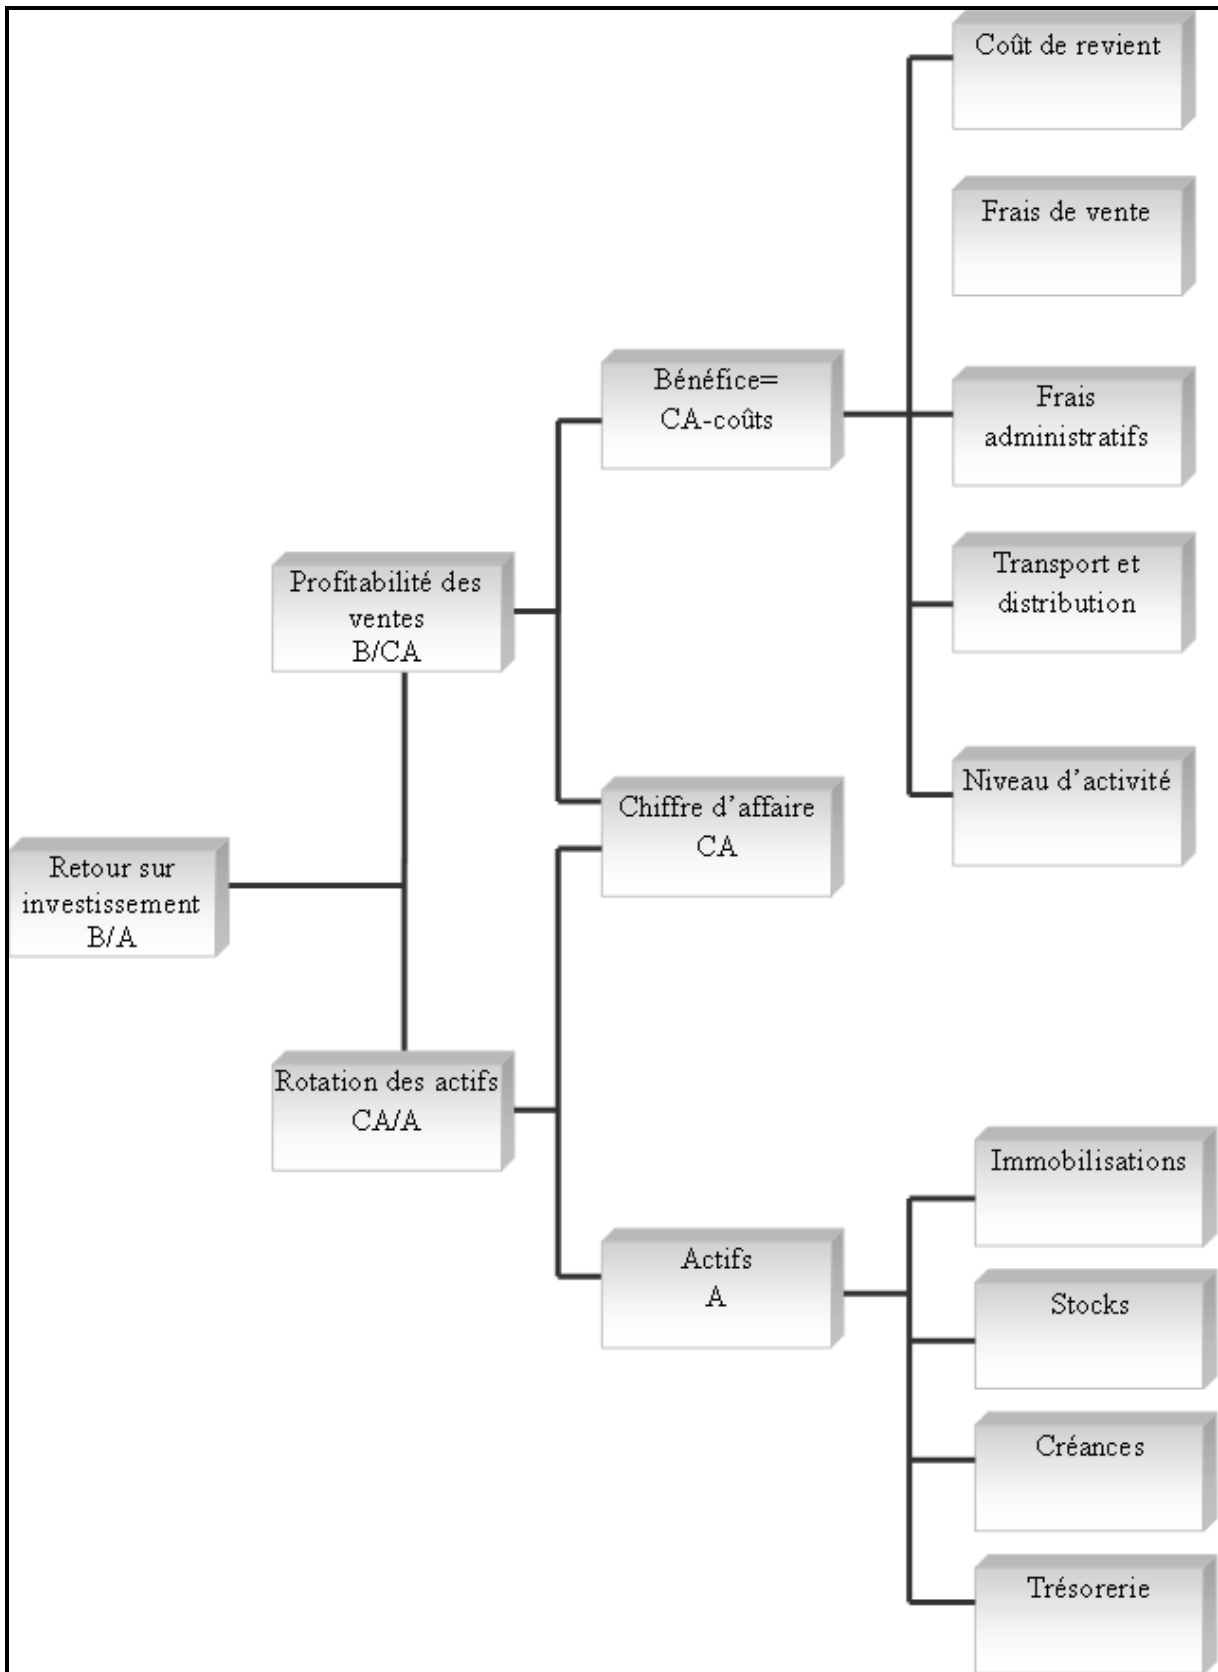 Coût de revient
Frais de vente
Bénéfice=
CA-coûts
Frais
administratifs
Transport et
distribution
Profitabilité des
ventes
B/CA
Niveau d’activité
Chiffre d’affaire
CA
Retour sur
investissement
B/A
Rotation des actifs
CA/A
Immobilisations
Actifs
A
Stocks
Créances
Trésorerie